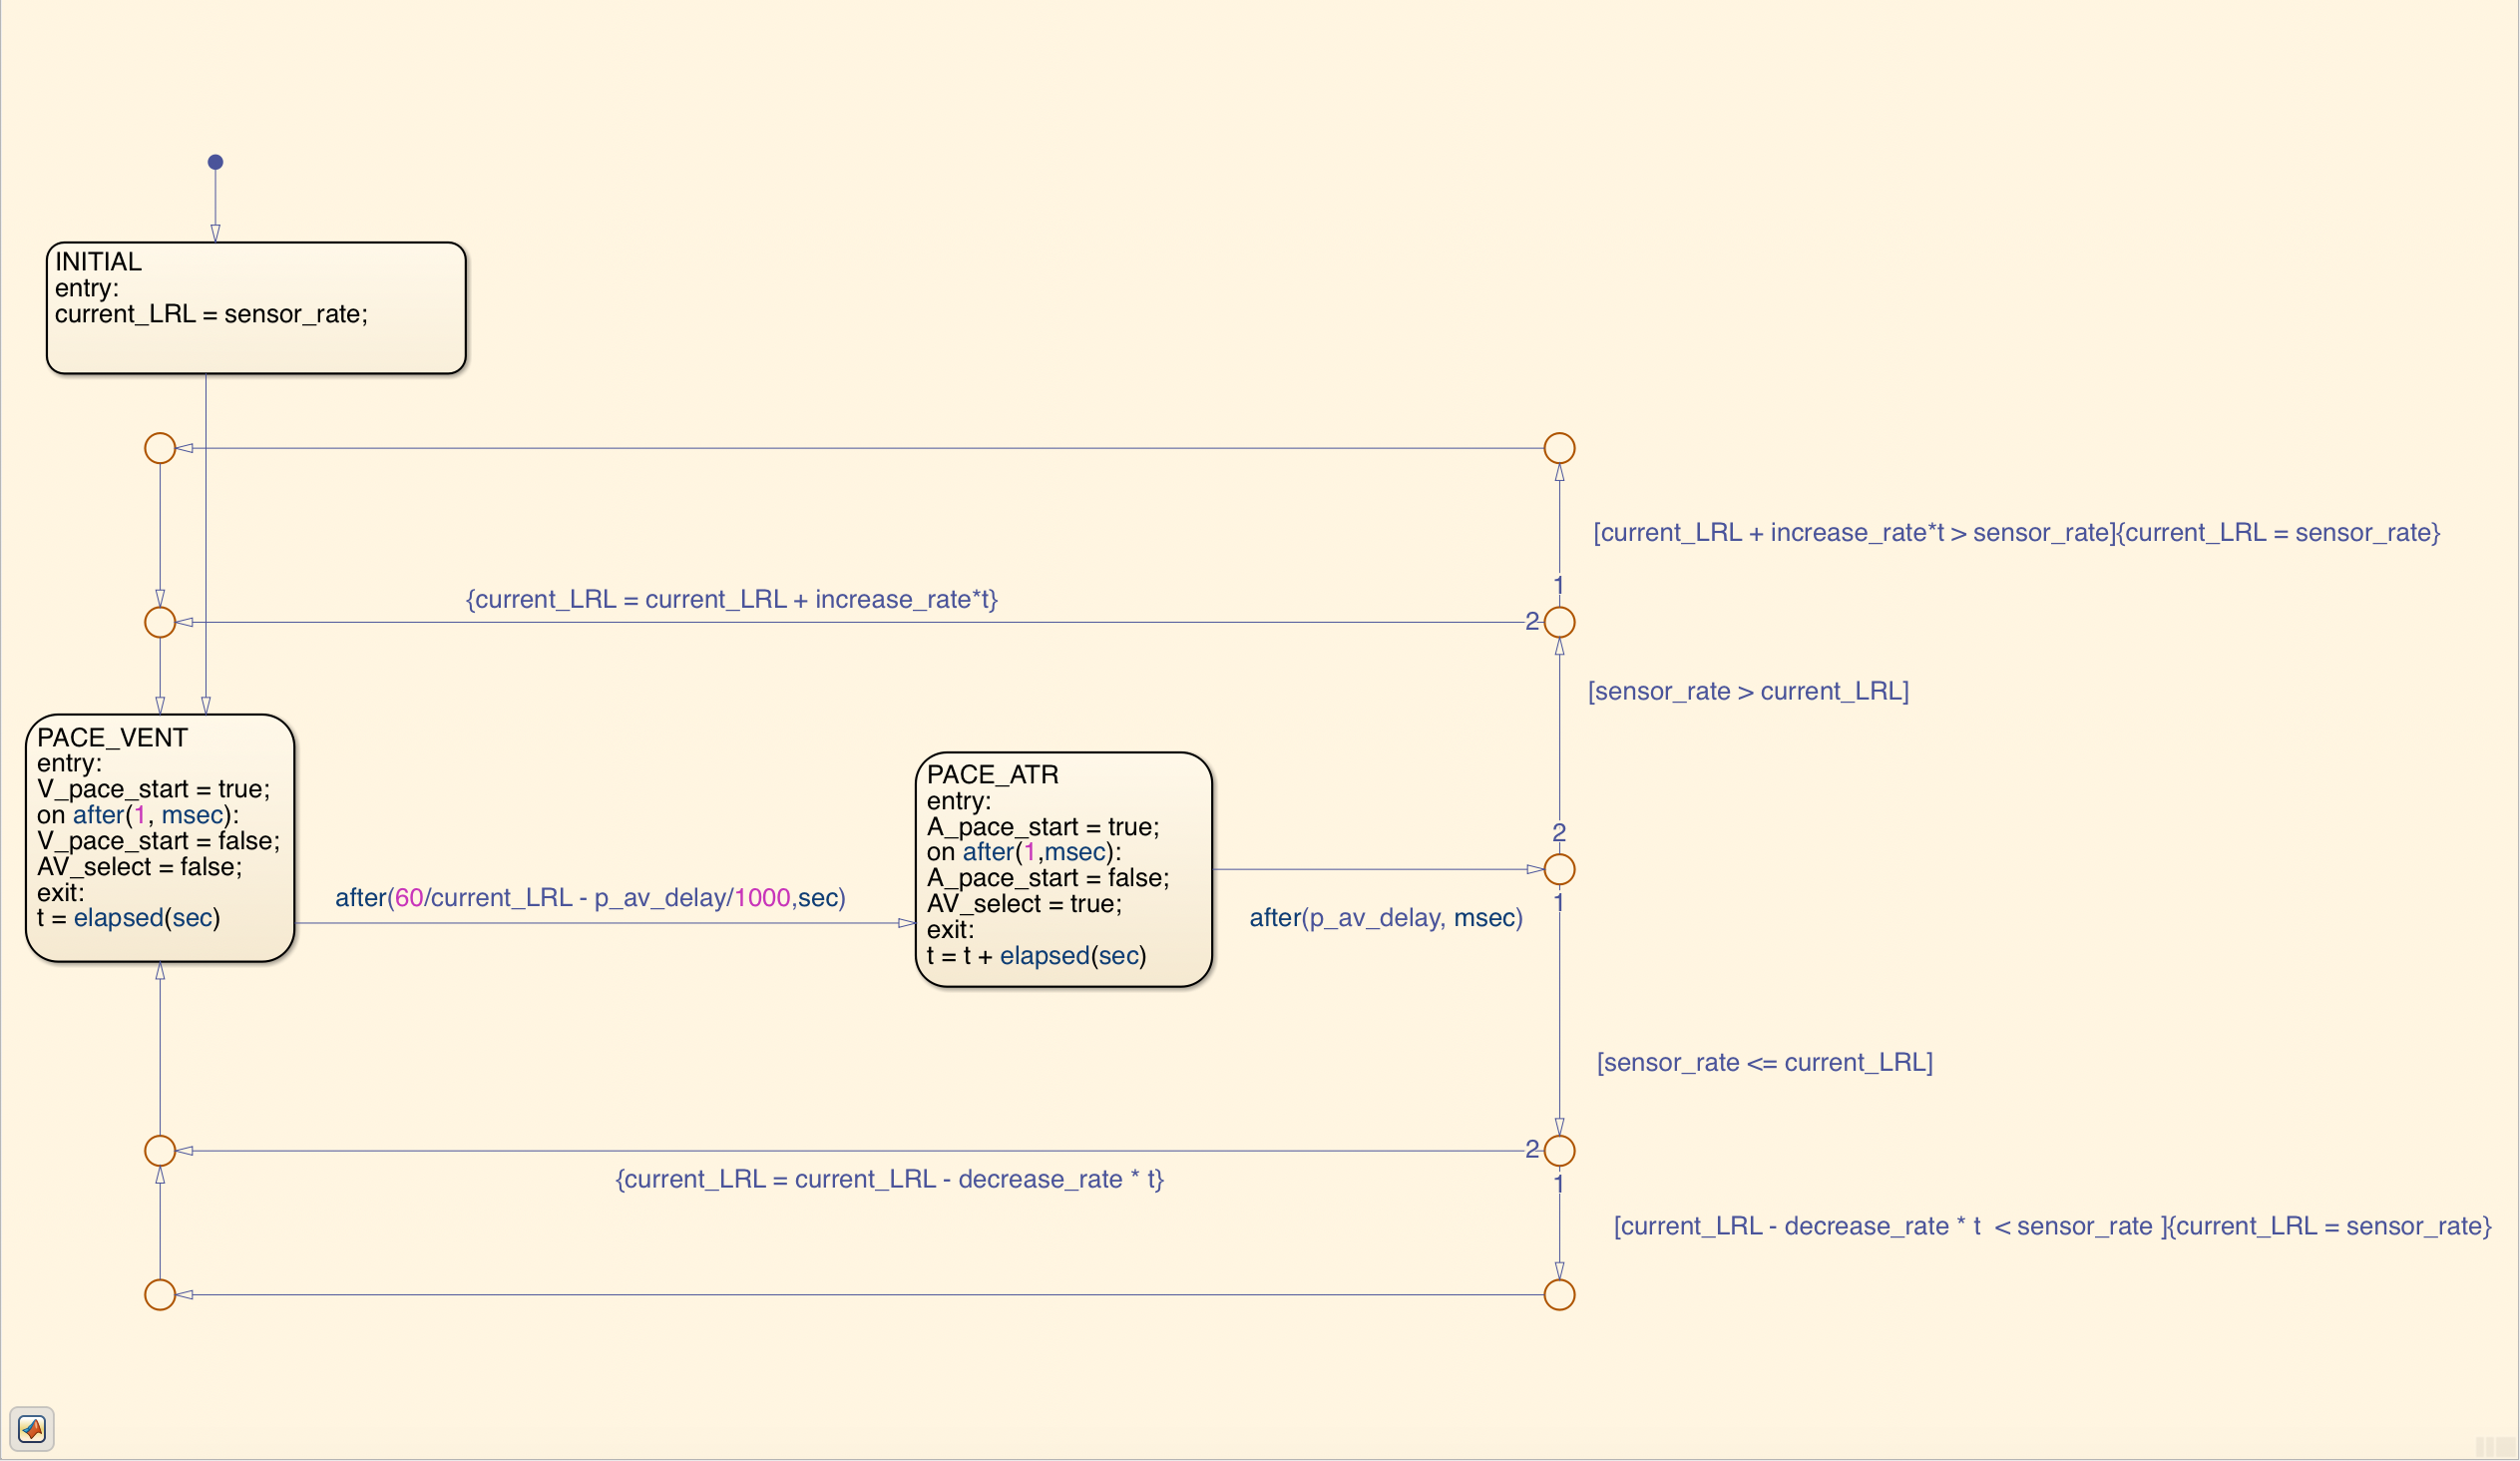 INITIAL
entry:
current_LRL = sensor_rate;
[current_LRL + increase_rate*t > sensor_rate]{current_LRL = sensor_rate}
1
{current_LRL = current_LRL + increase_rate*t}
2
[sensor_rate > current_LRL]
PACE_VENT
entry:
V_pace_start = true;
on after(1, msec):
V_pace_start = false;
AV_select = false;
exit:
t = elapsed(sec)
after(60/current_LRL - p_av_delay/1000,sec)
PACE_ATR
entry:
A_pace_start = true;
on after(1,msec):
A_pace_start = false;
AV_select = true;
exit:
t = t + elapsed(sec)
after(p_av_delay, msec)
2
1
[sensor_rate <= current_LRL]
2
{current_LRL = current_LRL - decrease_rate * t}
1
[current_LRL - decrease_rate * t  < sensor_rate ]{current_LRL = sensor_rate}